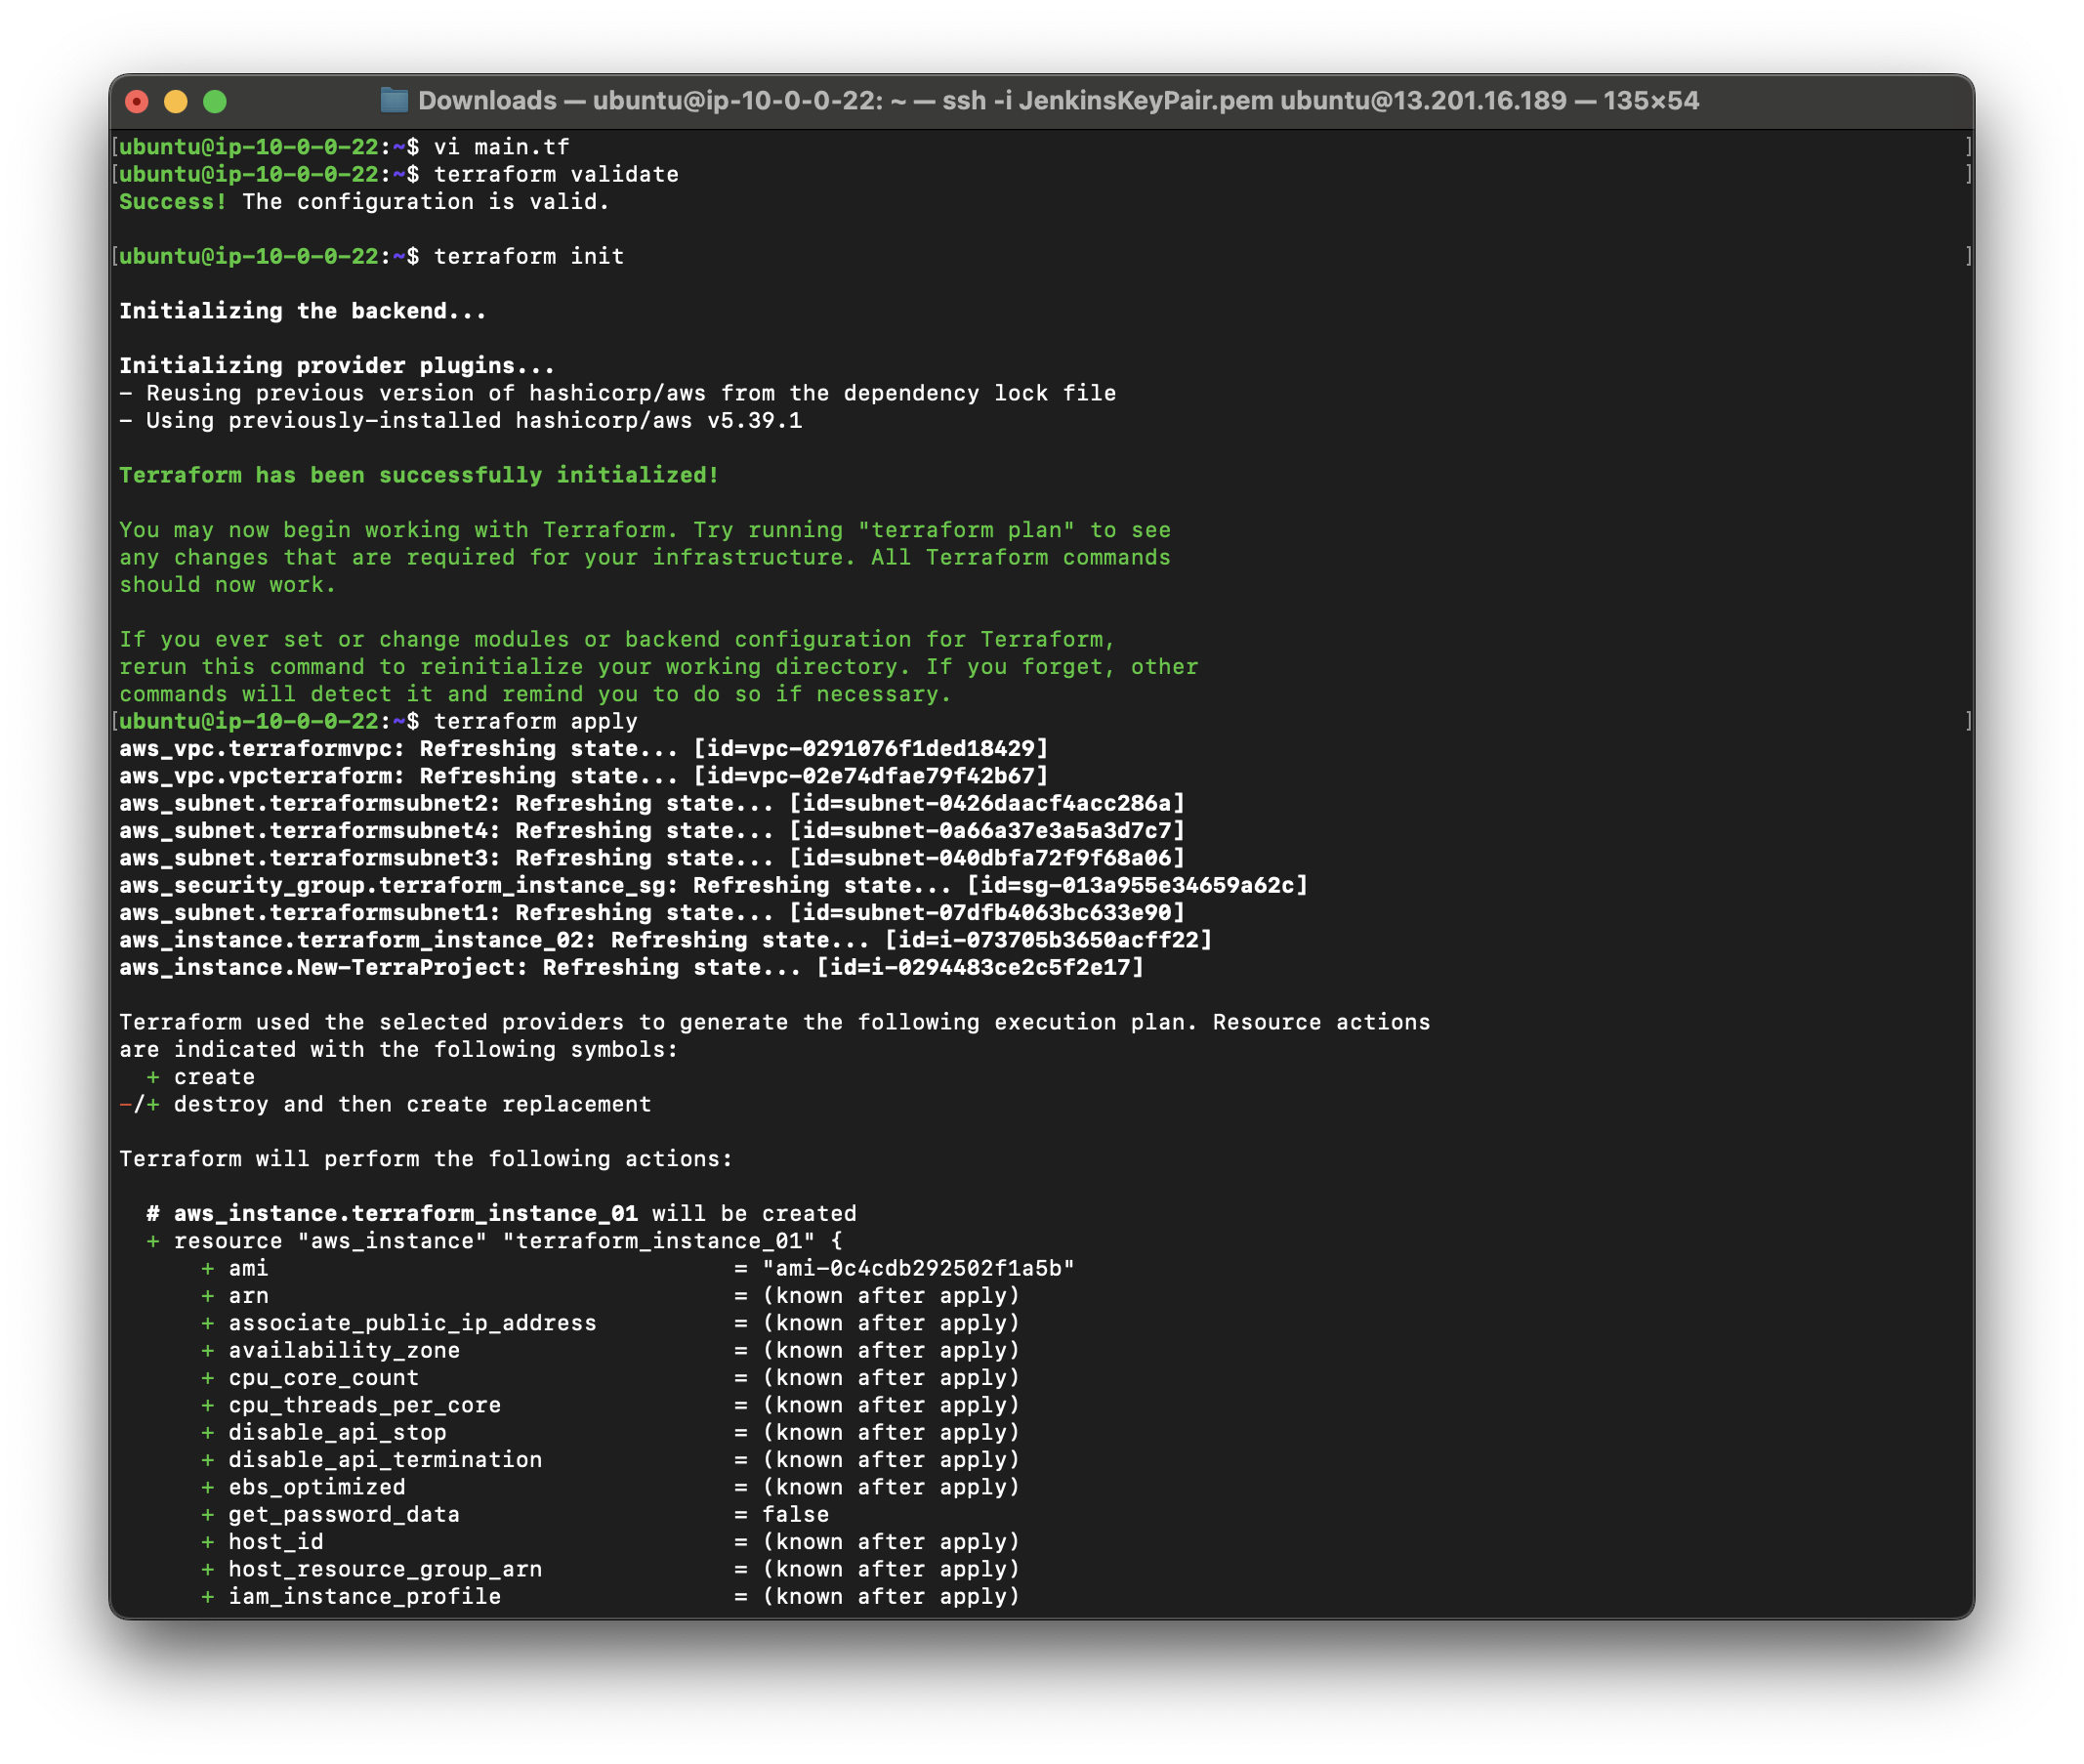 Downloads — ubuntu@ip-10-0-0-22: ~ — ssh -i JenkinsKeyPair.pem ubuntu@13.201.16.189 — 135×54
[ubuntu@ip-10-0-0-22:~$ vi main.tf ]
[ubuntu@ip-10-0-0-22:~$ terraform validate ]
Success! The configuration is valid.
[ubuntu@ip-10-0-0-22:~$ terraform init ]
Initializing the backend...
Initializing provider plugins...
- Reusing previous version of hashicorp/aws from the dependency lock file
- Using previously-installed hashicorp/aws v5.39.1
Terraform has been successfully initialized!
You may now begin working with Terraform. Try running "terraform plan" to see
any changes that are required for your infrastructure. All Terraform commands
should now work.
If you ever set or change modules or backend configuration for Terraform,
rerun this command to reinitialize your working directory. If you forget, other
commands will detect it and remind you to do so if necessary.
[ubuntu@ip-10-0-0-22:~$ terraform apply ]
aws_vpc.terraformvpc: Refreshing state... [id=vpc-0291076f1ded18429]
aws_vpc.vpcterraform: Refreshing state... [id=vpc-02e74dfae79f42b67]
aws_subnet.terraformsubnet2: Refreshing state... [id=subnet-0426daacf4acc286a]
aws_subnet.terraformsubnet4: Refreshing state... [id=subnet-0a66a37e3a5a3d7c7]
aws_subnet.terraformsubnet3: Refreshing state... [id=subnet-040dbfa72f9f68a06]
aws_security_group.terraform_instance_sg: Refreshing state... [id=sg-013a955e34659a62c]
aws_subnet.terraformsubnet1: Refreshing state... [id=subnet-07dfb4063bc633e90]
aws_instance.terraform_instance_02: Refreshing state... [id=i-073705b3650acff22]
aws_instance.New-TerraProject: Refreshing state... [id=i-0294483ce2c5f2e17]
Terraform used the selected providers to generate the following execution plan. Resource actions
are indicated with the following symbols:
  + create
-/+ destroy and then create replacement
Terraform will perform the following actions:
  # aws_instance.terraform_instance_01 will be created
  + resource "aws_instance" "terraform_instance_01" {
      + ami                                  = "ami-0c4cdb292502f1a5b"
      + arn                                  = (known after apply)
      + associate_public_ip_address          = (known after apply)
      + availability_zone                    = (known after apply)
      + cpu_core_count                       = (known after apply)
      + cpu_threads_per_core                 = (known after apply)
      + disable_api_stop                     = (known after apply)
      + disable_api_termination              = (known after apply)
      + ebs_optimized                        = (known after apply)
      + get_password_data                    = false
      + host_id                              = (known after apply)
      + host_resource_group_arn              = (known after apply)
      + iam_instance_profile                 = (known after apply)